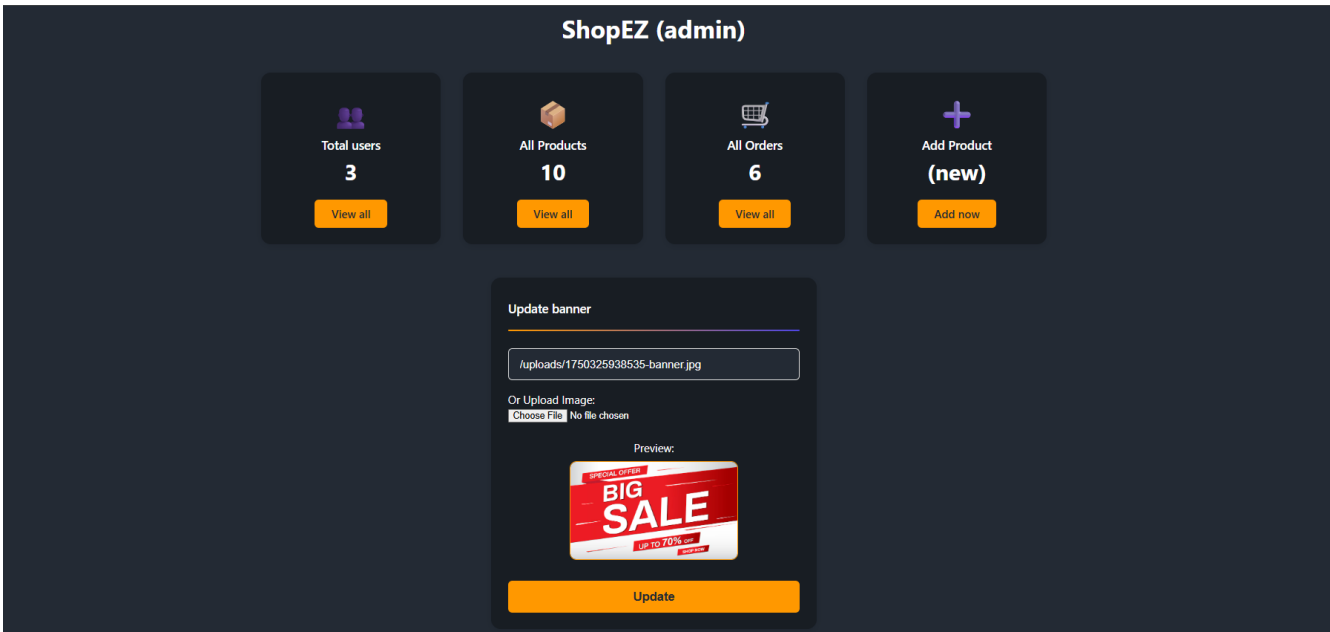 ShopEZ (admin)
Total users
3
View all
All Products
10
View all
All Orders
6
View all
Add Product
(new)
Add now
Update banner
/uploads/1750325938535-banner.jpg
Or Upload Image:
Choose File No file chosen
Preview:
SPECIAL OFFER
BIG
SALE
UP TO 70% OFF
SHOP NOW
Update